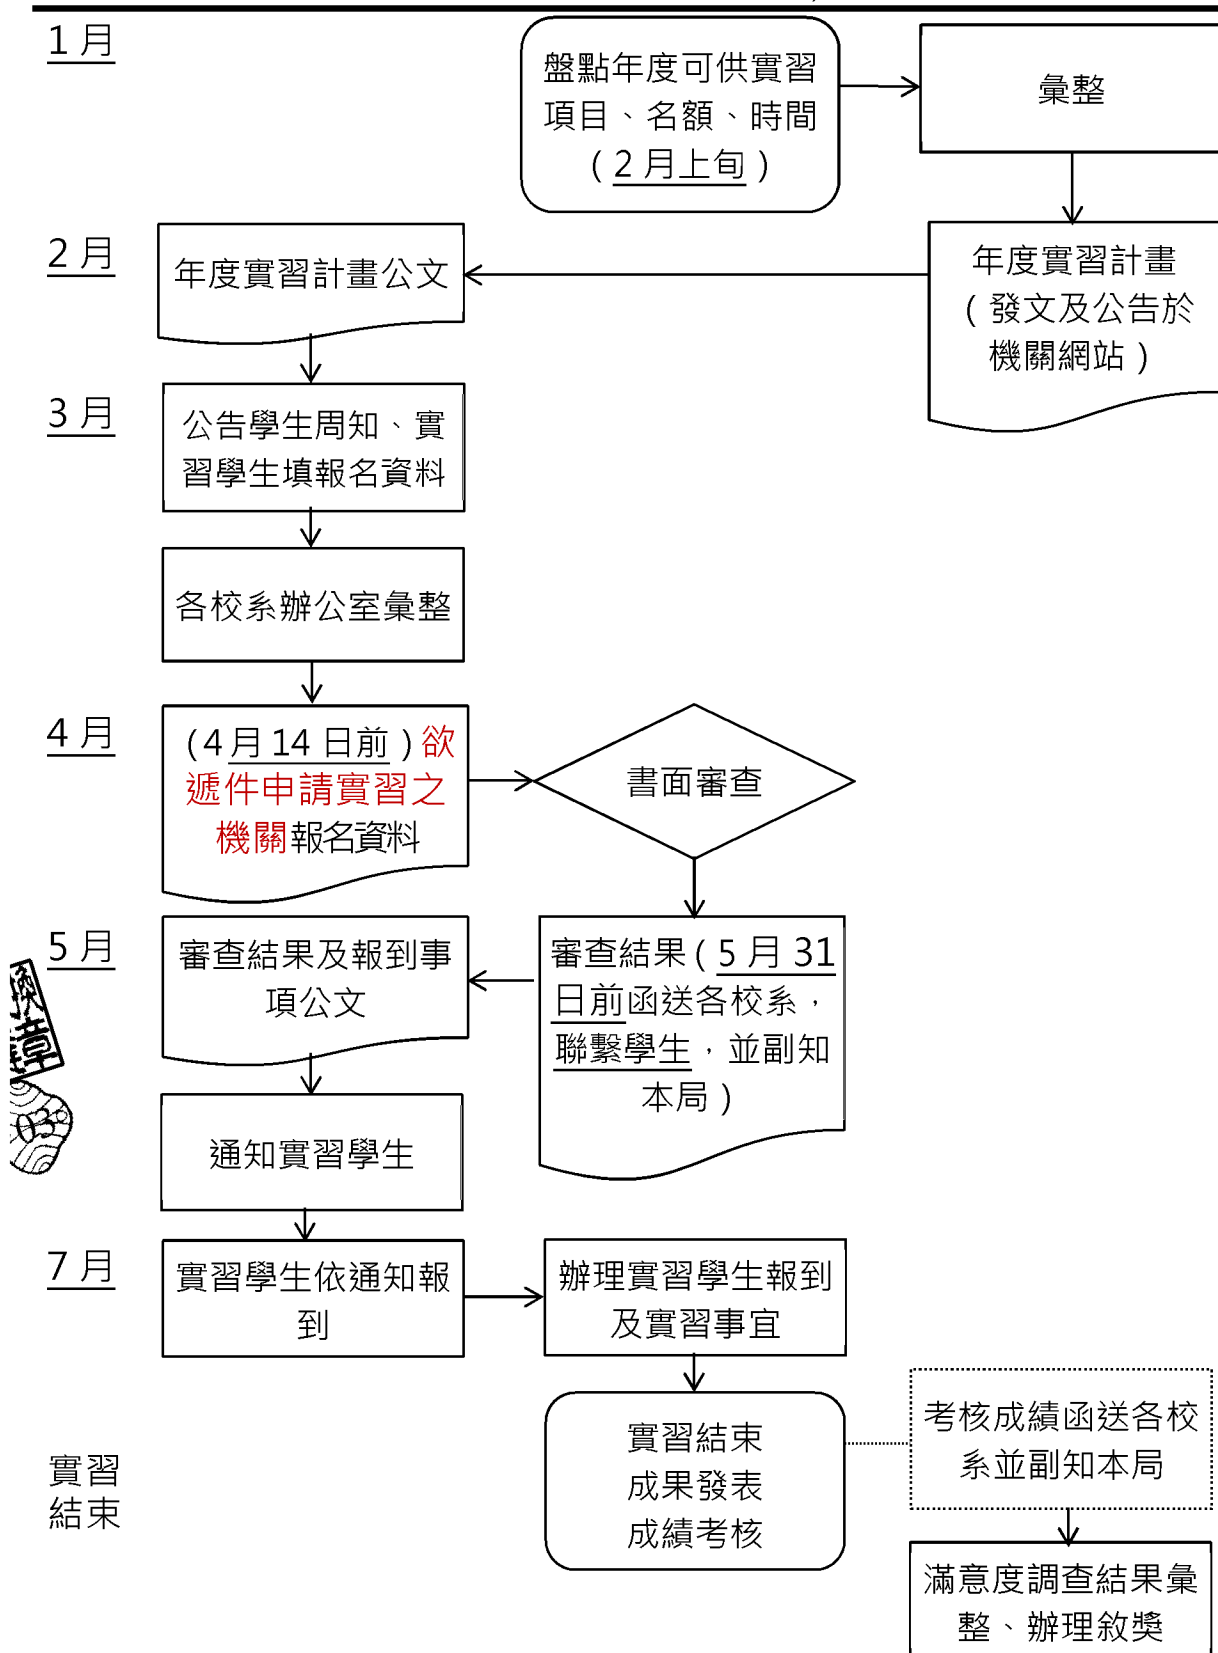 1 月
盤點年度可供實習
項目、名額、時間
（2 月上旬）
彙整
2 月
年度實習計畫公文
年度實習計畫
（發文及公告於
機關網站）
3 月
公告學生周知、實
習學生填報名資料
各校系辦公室彙整
4 月
(4 月 14 日前）欲
遞件申請實習之
機關報名資料
書面審查
5 月
審查結果及報到事
項公文
審查結果（5 月 31
日前函送各校系，
聯繫學生，並副知
本局）
通知實習學生
7 月
實習學生依通知報
到
辦理實習學生報到
及實習事宜
實習
結束
實習結束
成果發表
成績考核
考核成績函送各校
系並副知本局
滿意度調查結果彙
整、辦理敘獎